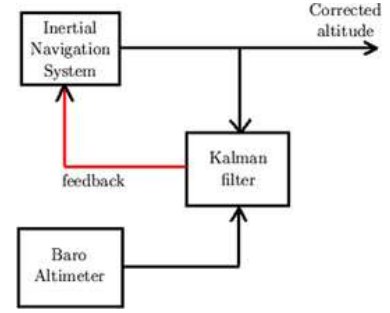 Corrected
altitude
Inertial
Navigation
System
Kalman
filter
feedback
Baro
Altimeter